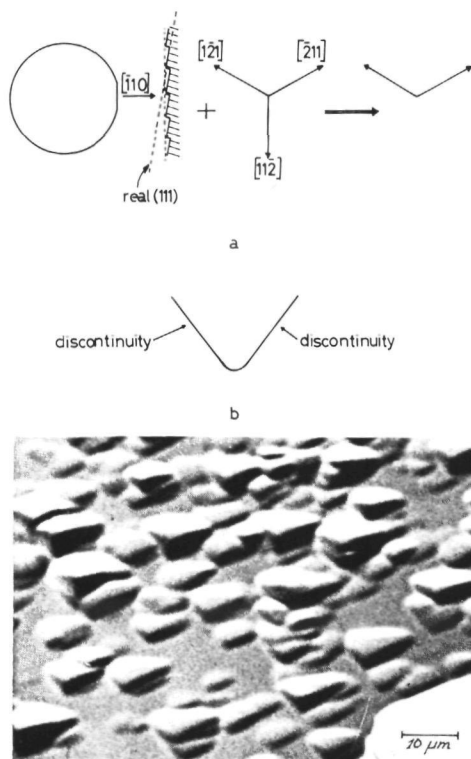 [1̄10]
[12̄1]
[2̄11]
+
[112̄]
real (111)
a
discontinuity
discontinuity
b
10 µm